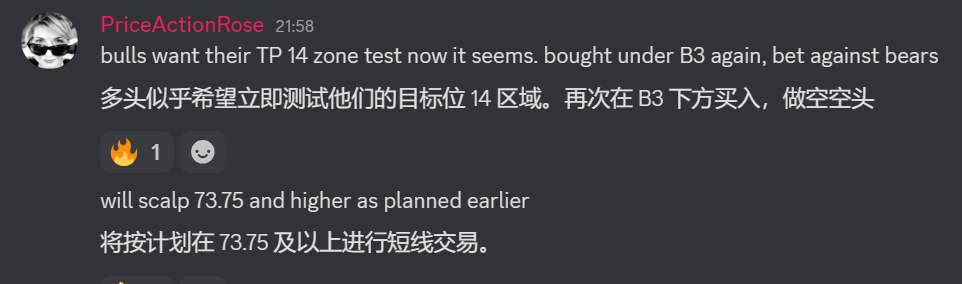 PriceActionRose 21:58
bulls want their TP 14 zone test now it seems. bought under B3 again, bet against bears
多头似乎希望立即测试他们的目标位 14 区域。再次在 B3 下方买入，做空空头
1
will scalp 73.75 and higher as planned earlier
将按计划在 73.75 及以上进行短线交易。